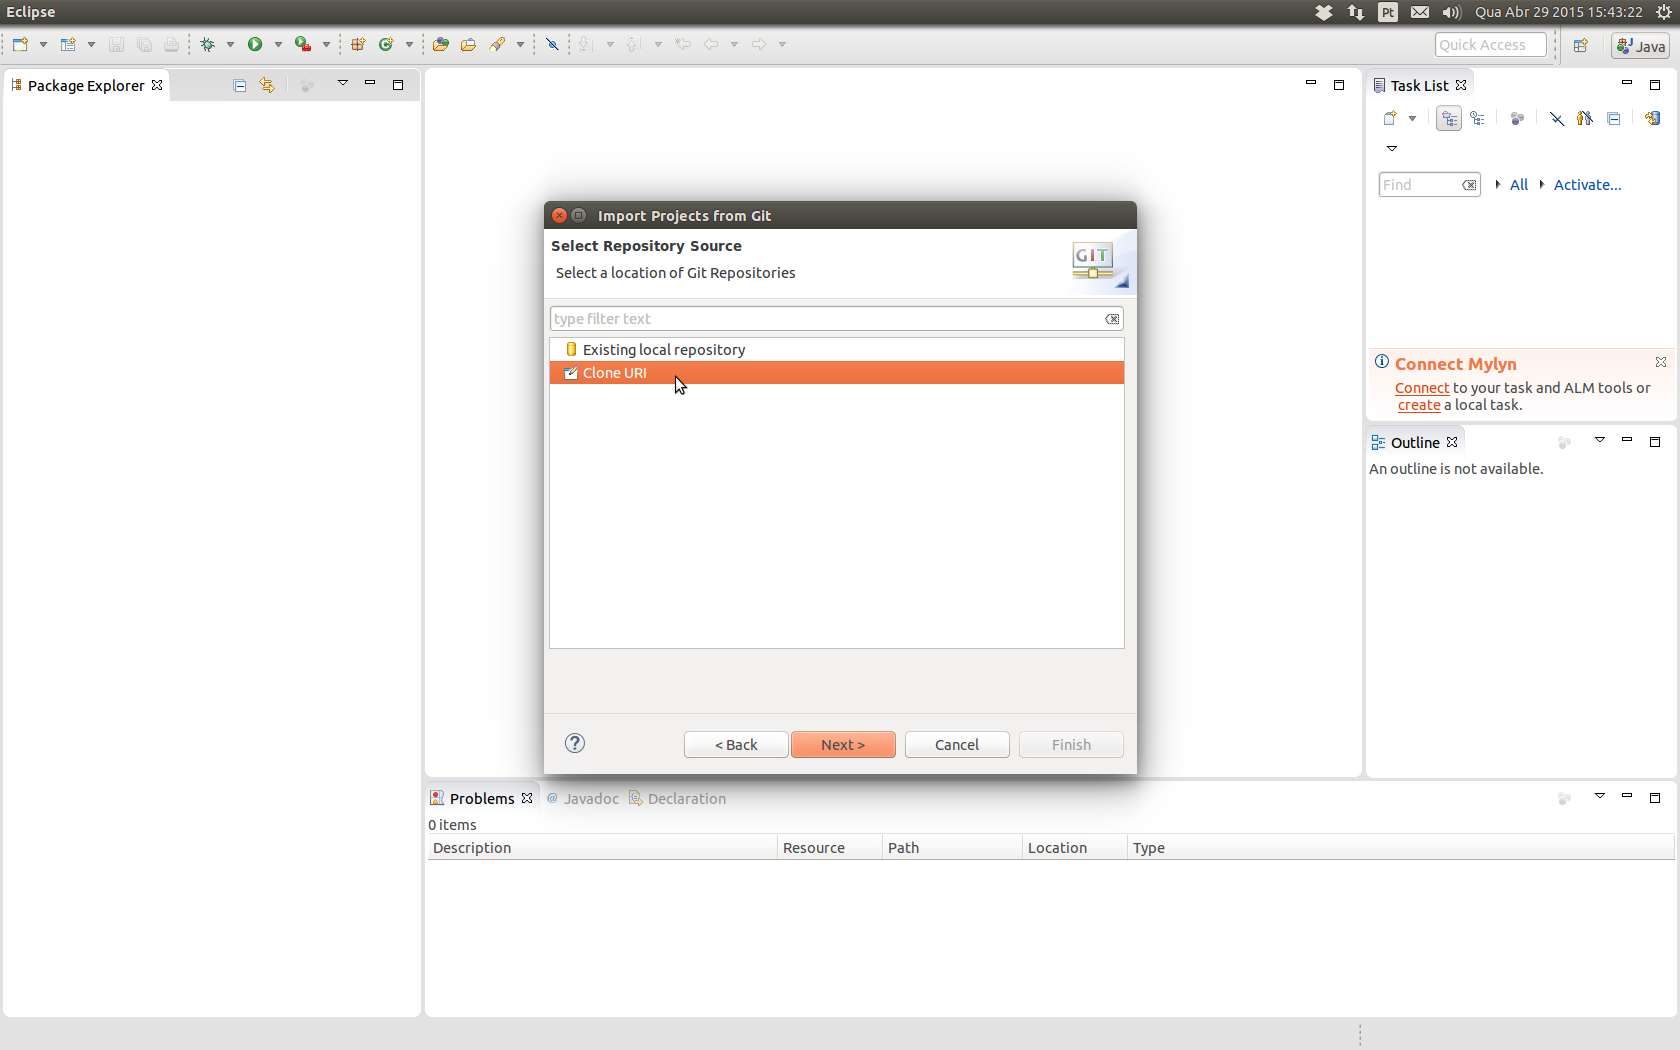 Eclipse
Pt
Qua Abr 29 2015 15:43:22
Quick Access
Java
Package Explorer
Task List
Find
All
Activate...
Import Projects from Git
Select Repository Source
Select a location of Git Repositories
GIT
type filter text
Existing local repository
Clone URI
< Back
Next >
Cancel
Finish
Connect Mylyn
Connect to your task and ALM tools or
create a local task.
Outline
An outline is not available.
Problems
@ Javadoc
Declaration
0 items
Description
Resource
Path
Location
Type